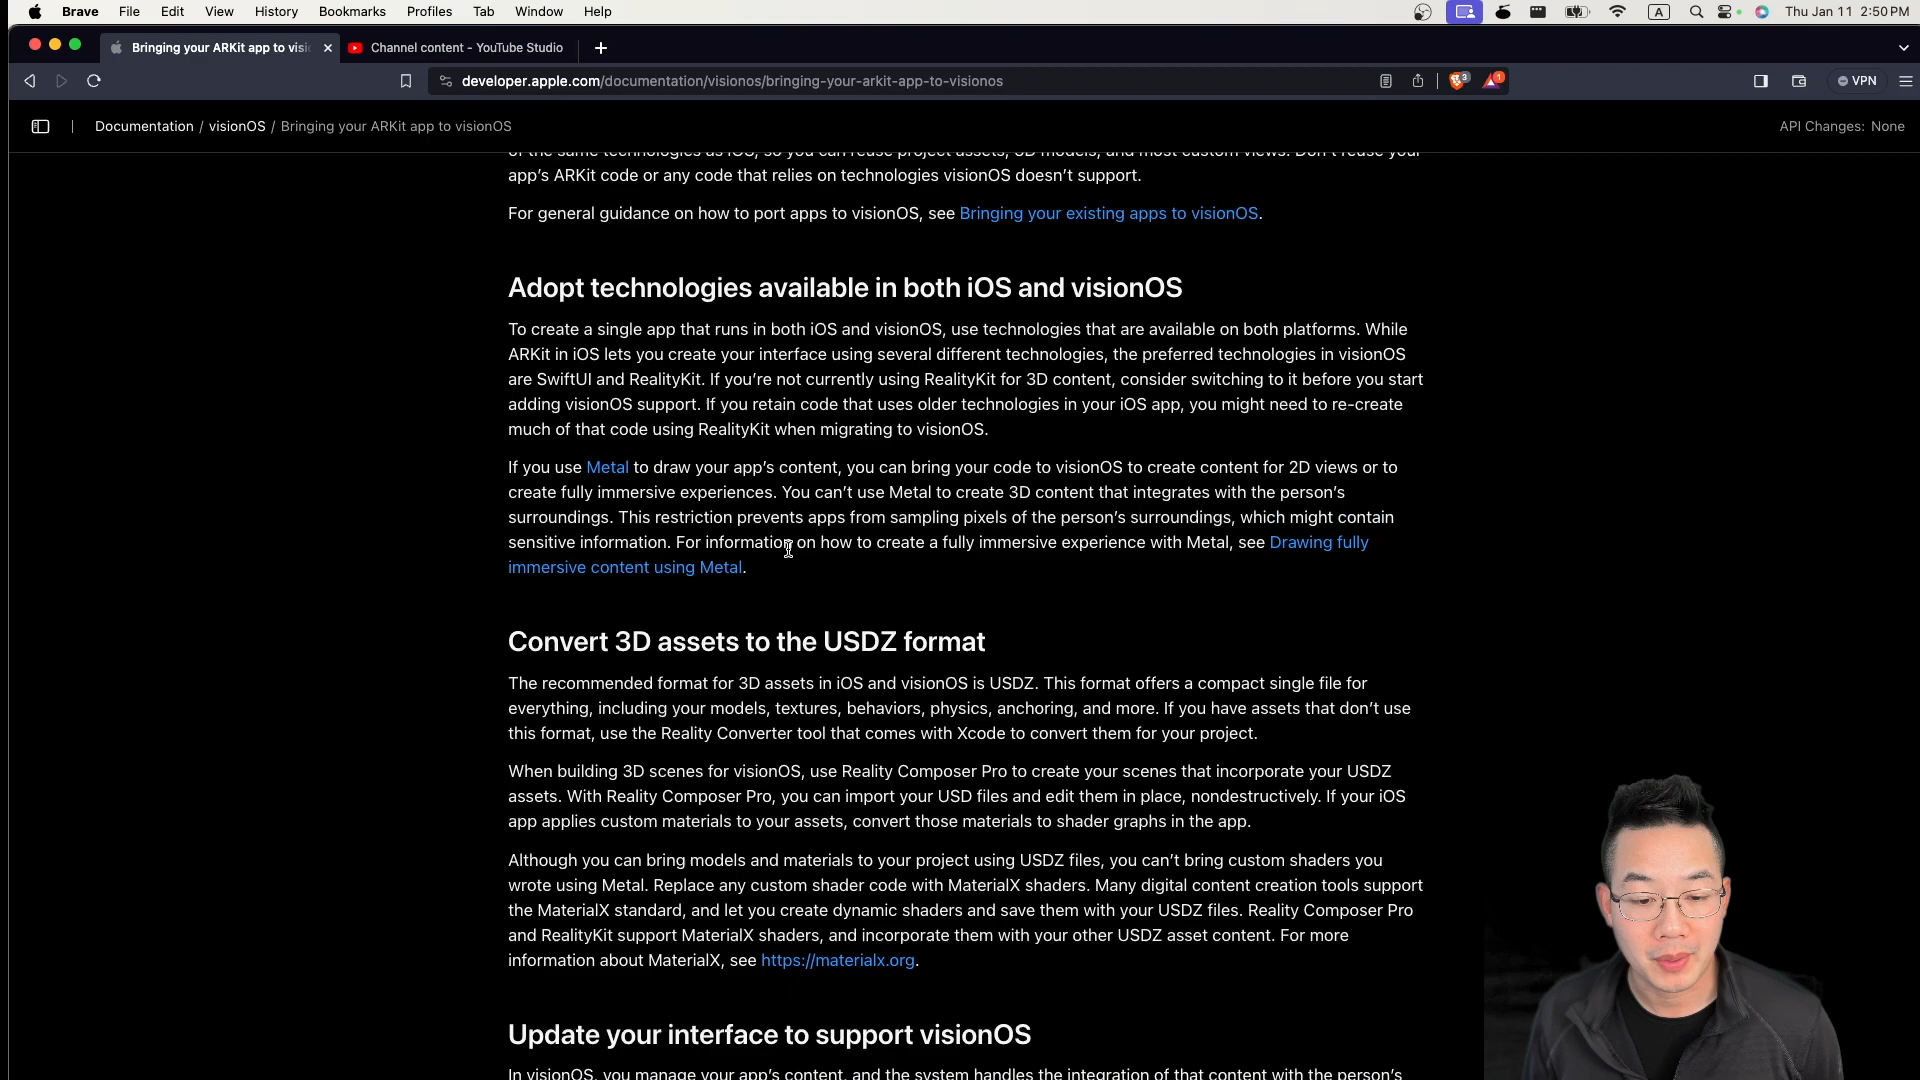 Brave File Edit View History Bookmarks Profiles Tab Window Help A Thu Jan 11 2:50 PM
Bringing your ARKit app to visi Channel content - YouTube Studio
developer.apple.com/documentation/visionos/bringing-your-arkit-app-to-visionos 3 1 VPN
Documentation / visionOS / Bringing your ARKit app to visionOS API Changes: None
of the same technologies as iOS, so you can reuse project assets, 3D models, and most custom views. Don't reuse your
app's ARKit code or any code that relies on technologies visionOS doesn't support.
For general guidance on how to port apps to visionOS, see Bringing your existing apps to visionOS.
Adopt technologies available in both iOS and visionOS
To create a single app that runs in both iOS and visionOS, use technologies that are available on both platforms. While
ARKit in iOS lets you create your interface using several different technologies, the preferred technologies in visionOS
are SwiftUI and RealityKit. If you're not currently using RealityKit for 3D content, consider switching to it before you start
adding visionOS support. If you retain code that uses older technologies in your iOS app, you might need to re-create
much of that code using RealityKit when migrating to visionOS.
If you use Metal to draw your app's content, you can bring your code to visionOS to create content for 2D views or to
create fully immersive experiences. You can't use Metal to create 3D content that integrates with the person's
surroundings. This restriction prevents apps from sampling pixels of the person's surroundings, which might contain
sensitive information. For information on how to create a fully immersive experience with Metal, see Drawing fully
immersive content using Metal.
Convert 3D assets to the USDZ format
The recommended format for 3D assets in iOS and visionOS is USDZ. This format offers a compact single file for
everything, including your models, textures, behaviors, physics, anchoring, and more. If you have assets that don't use
this format, use the Reality Converter tool that comes with Xcode to convert them for your project.
When building 3D scenes for visionOS, use Reality Composer Pro to create your scenes that incorporate your USDZ
assets. With Reality Composer Pro, you can import your USD files and edit them in place, nondestructively. If your iOS
app applies custom materials to your assets, convert those materials to shader graphs in the app.
Although you can bring models and materials to your project using USDZ files, you can't bring custom shaders you
wrote using Metal. Replace any custom shader code with MaterialX shaders. Many digital content creation tools support
the MaterialX standard, and let you create dynamic shaders and save them with your USDZ files. Reality Composer Pro
and RealityKit support MaterialX shaders, and incorporate them with your other USDZ asset content. For more
information about MaterialX, see https://materialx.org.
Update your interface to support visionOS
In visionOS, you manage your app's content, and the system handles the integration of that content with the person's